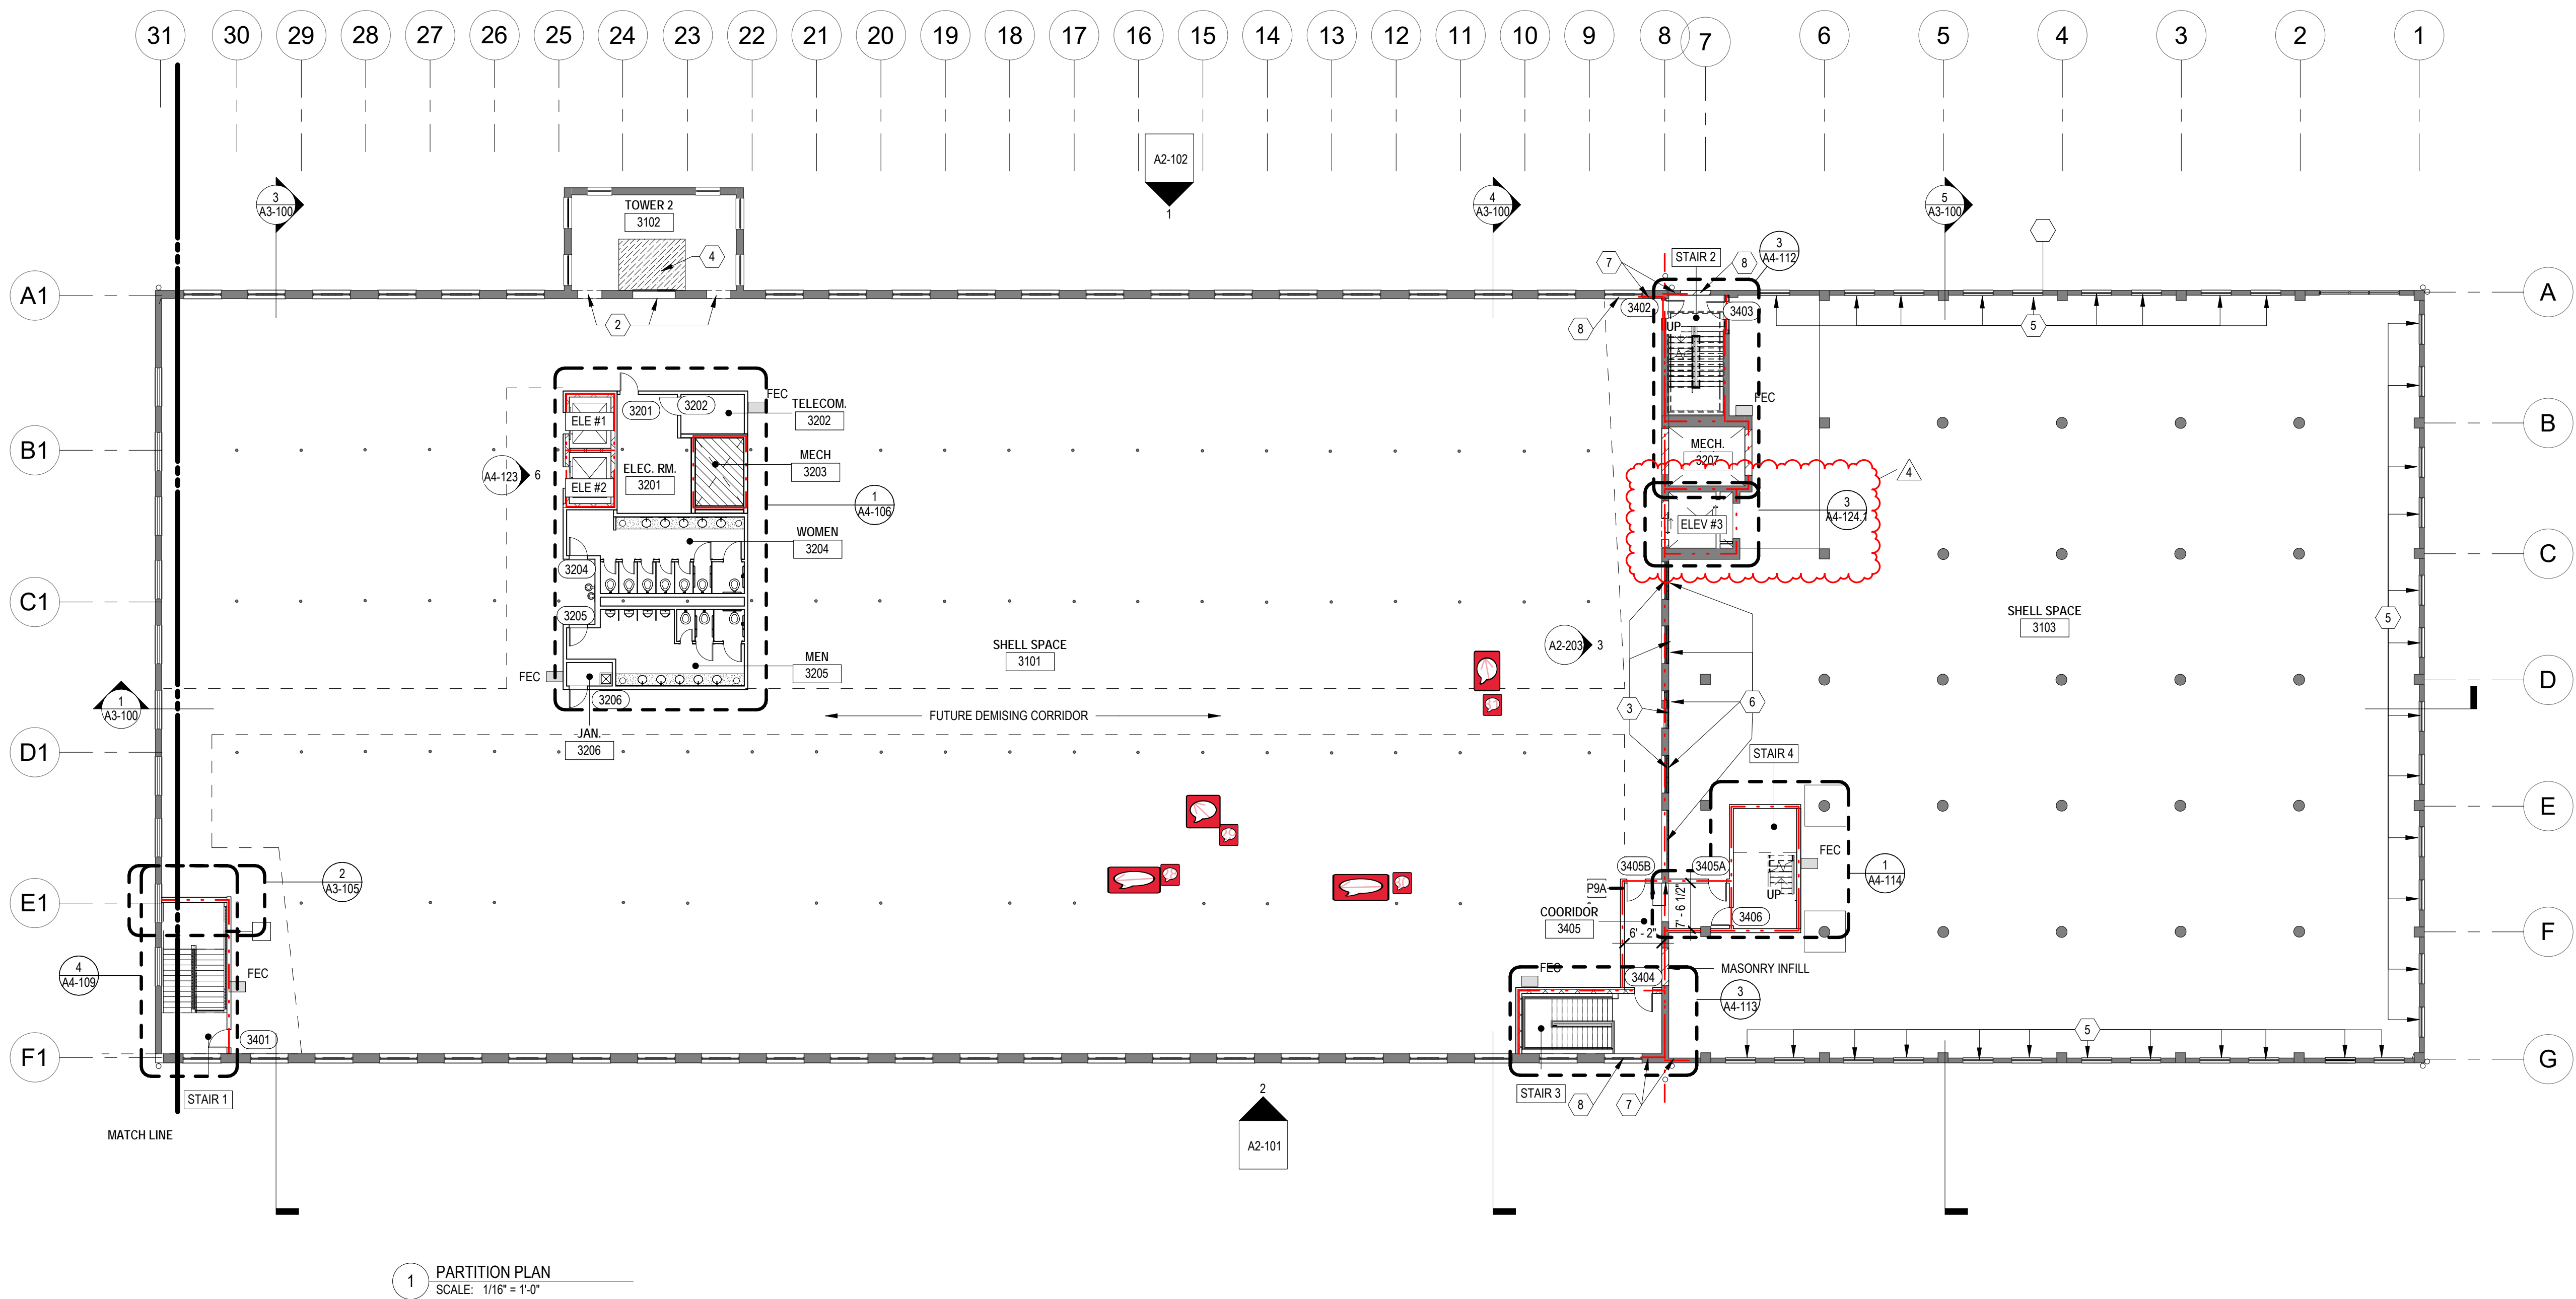 31 30 29 28 27 26 25 24 23 22 21 20 19 18 17 16 15 14 13 12 11 10 9 8 7 6 5 4 3 2 1
A2-102
1
3
A3-100
4
A3-100
5
A3-100
TOWER 2
3102
4
2
A1
A
7
8
STAIR 2
8
3
A4-112
3402
3403
UP
5
FEC
TELECOM.
3202
3201
3202
ELE #1
ELE #2
ELEC. RM.
3201
MECH
3203
B1
B
A4-123
6
1
A4-106
FEC
MECH.
3207
4
ELEV #3
3
A4-124.1
WOMEN
3204
3204
C1
C
3205
SHELL SPACE
3101
MEN
3205
FEC
3206
JAN.
3206
A2-203
3
SHELL SPACE
3103
5
1
A3-100
D
3
6
FUTURE DEMISING CORRIDOR
D1
STAIR 4
E
2
A3-105
3405B
3405A
FEC
1
A4-114
E1
P9A
COORIDOR
3405
6' - 2"
7' - 6 1/2"
3406
UP
F
4
A4-109
FEC
FEC
3404
MASONRY INFILL
3
A4-113
3401
F1
5
G
STAIR 1
STAIR 3
8
7
2
A2-101
MATCH LINE
1
PARTITION PLAN
SCALE: 1/16" = 1'-0"